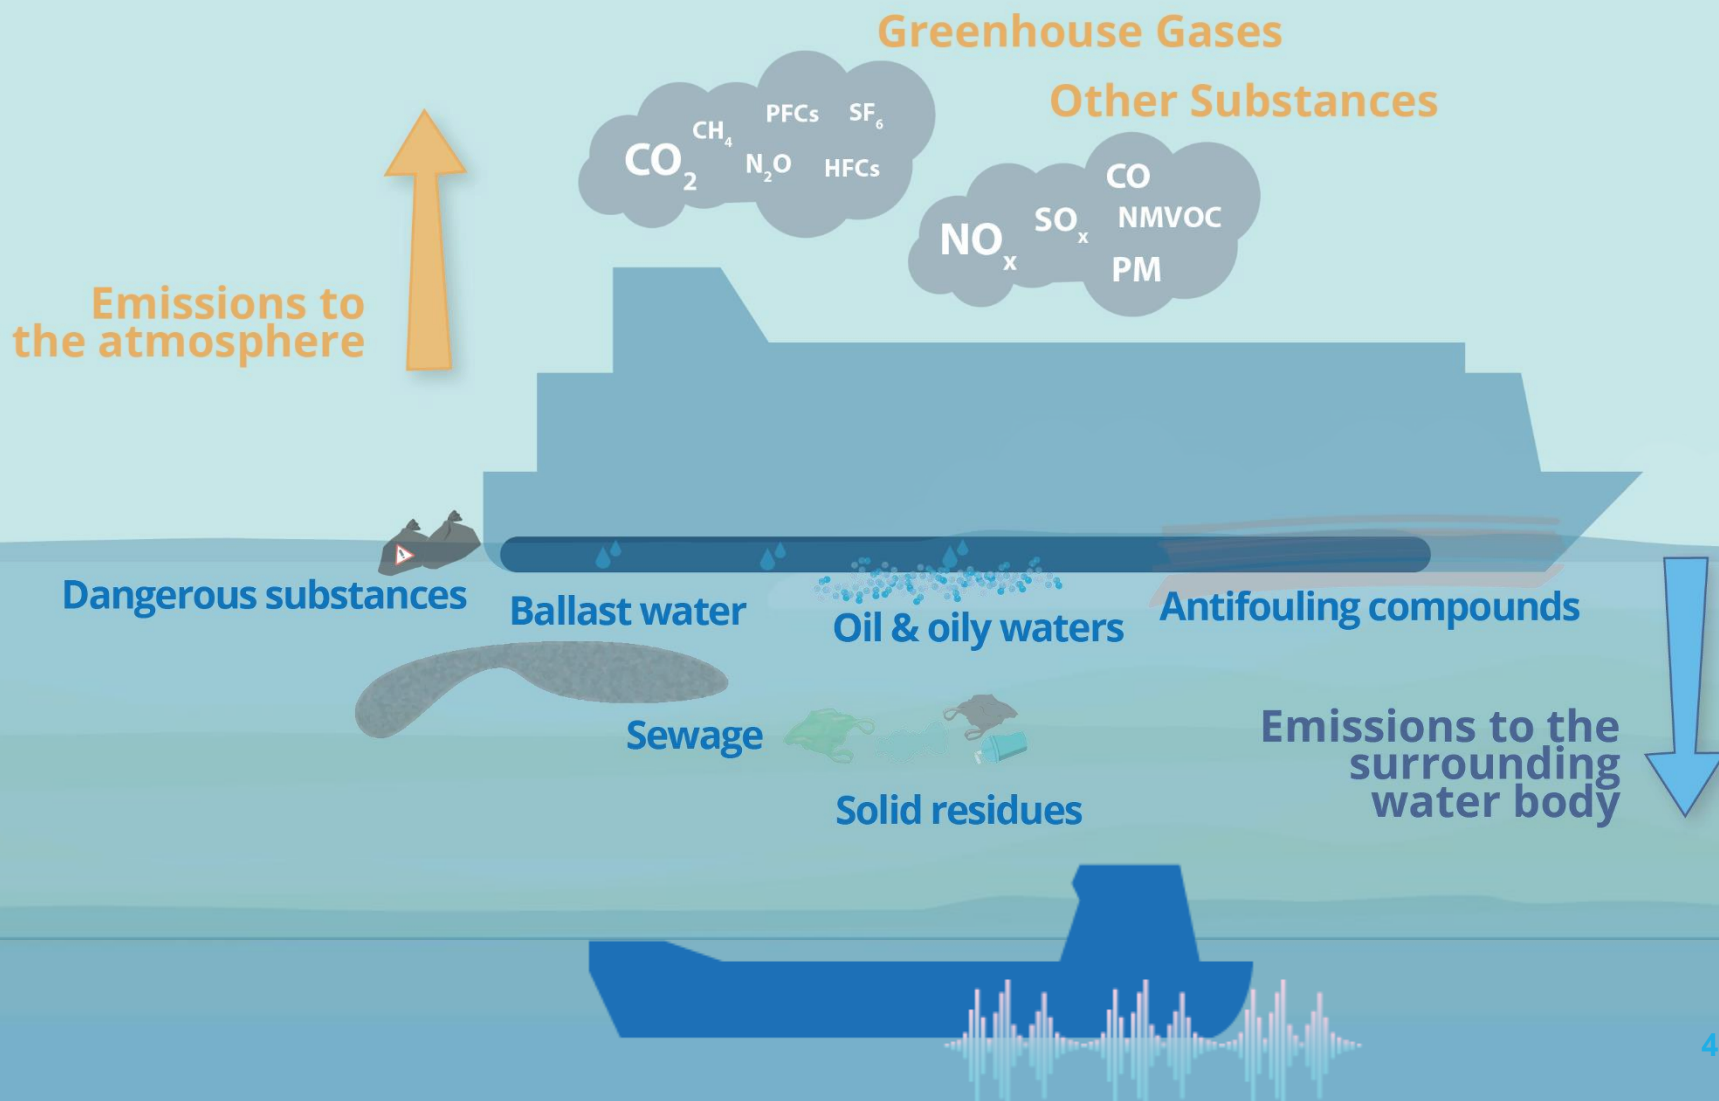 Greenhouse Gases
Other Substances
CO₂
CH₄
PFCs
SF₆
N₂O
HFCs
NOₓ
SOₓ
CO
NMVOC
PM
Emissions to
the atmosphere
Dangerous substances
Ballast water
Oil & oily waters
Antifouling compounds
Sewage
Solid residues
Emissions to the
surrounding
water body
4